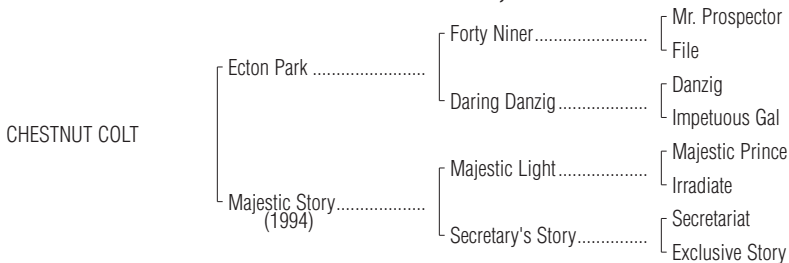 Mr. Prospector
Forty Niner........................
File
Ecton Park ........................
Danzig
Daring Danzig...................
Impetuous Gal
CHESTNUT COLT
Majestic Prince
Majestic Light...................
Irradiate
Majestic Story...................
(1994)
Secretariat
Secretary's Story...............
Exclusive Story